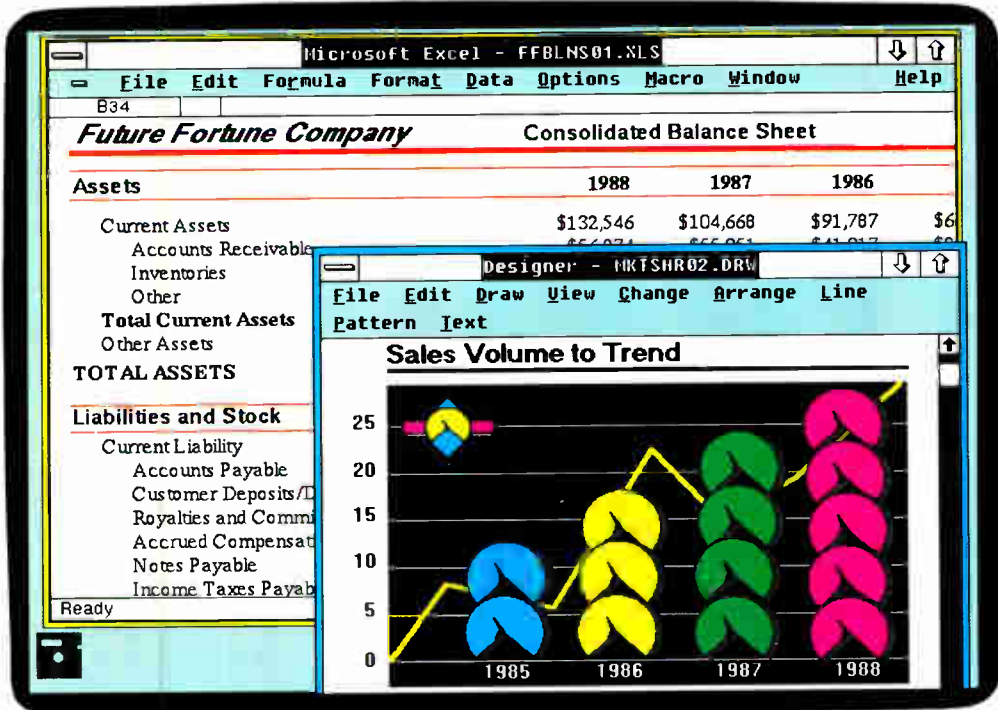 Microsoft Excel - FFBLNS01.XLS
File Edit Formula Format Data Options Macro Window Help
B34
Future Fortune Company Consolidated Balance Sheet
Assets 1988 1987 1986
Current Assets $132,546 $104,668 $91,787 $6
Accounts Receivable
Inventories
Other
Total Current Assets
Other Assets
TOTAL ASSETS
Liabilities and Stock
Current Liability
Accounts Payable
Customer Deposits/D
Royalties and Commi
Accrued Compensat
Notes Payable
Income Taxes Payab
Ready
Designer - MKTSHR02.DRW
File Edit Draw View Change Arrange Line
Pattern Text
Sales Volume to Trend
25
20
15
10
5
0
1985 1986 1987 1988